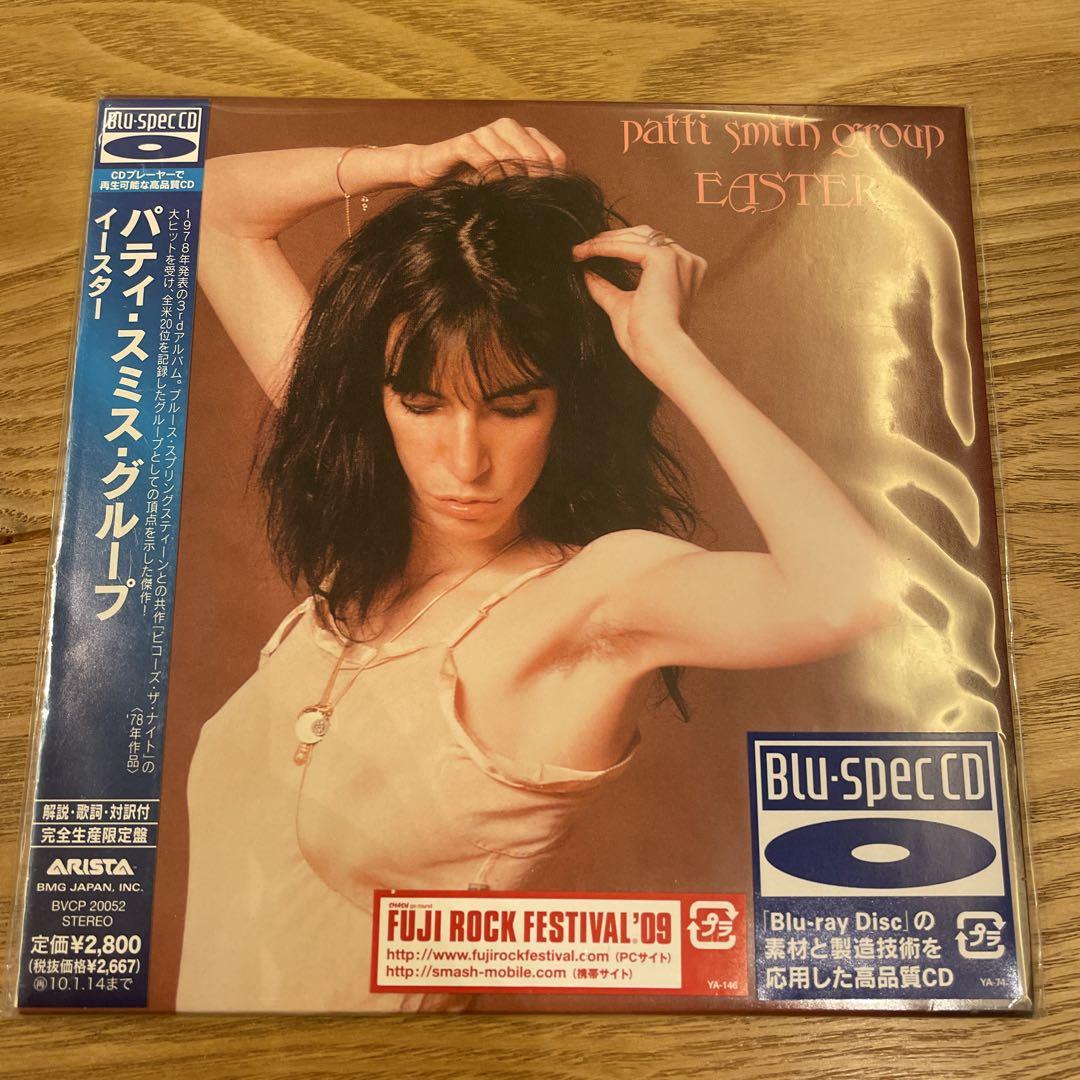 Blu-spec CD
CDプレーヤーで
再生可能な高品質CD
パティ・スミス・グループ
イースター
1978年発表の3rdアルバム。ブルース・スプリングスティーンとの共作「ビコーズ・ザ・ナイト」の
大ヒットを受け、全米20位を記録したグループとしての頂点を示した傑作!
〈'78年作品〉
解説・歌詞・対訳付
完全生産限定盤
ARISTA
BMG JAPAN, INC.
BVCP 20052
STEREO
定価¥2,800
(税抜価格¥2,667)
再10.1.14まで
patti smith group
EASTER
SMASH go round
FUJI ROCK FESTIVAL.'09
http://www.fujirockfestival.com (PCサイト)
http://smash-mobile.com (携帯サイト)
プラ
YA-146
Blu-spec CD
「Blu-ray Disc」の
素材と製造技術を
応用した高品質CD
プラ